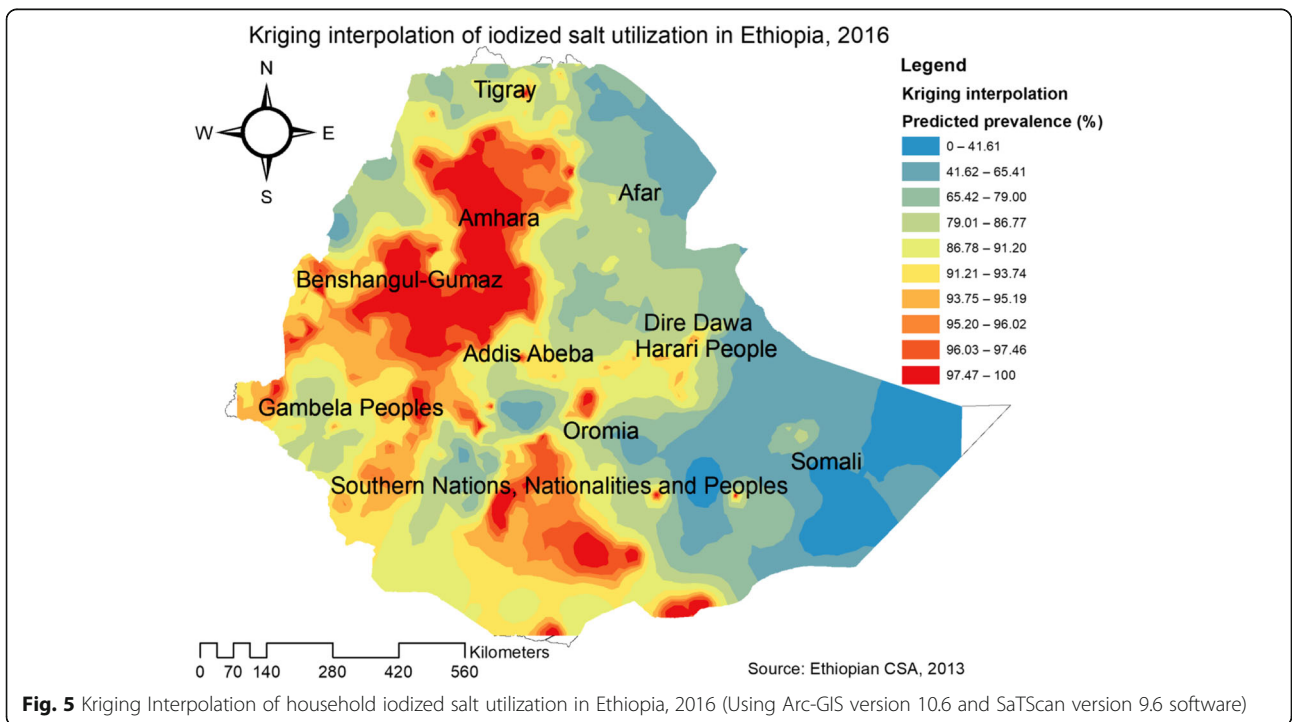 Kriging interpolation of iodized salt utilization in Ethiopia, 2016
N
W
E
S
Tigray
Afar
Amhara
Benshangul-Gumaz
Dire Dawa
Harari People
Addis Abeba
Gambela Peoples
Oromia
Somali
Southern Nations, Nationalities and Peoples
Legend
Kriging interpolation
Predicted prevalence (%)
0 – 41.61
41.62 – 65.41
65.42 – 79.00
79.01 – 86.77
86.78 – 91.20
91.21 – 93.74
93.75 – 95.19
95.20 – 96.02
96.03 – 97.46
97.47 – 100
Kilometers
0 70 140 280 420 560
Source: Ethiopian CSA, 2013
Fig. 5 Kriging Interpolation of household iodized salt utilization in Ethiopia, 2016 (Using Arc-GIS version 10.6 and SaTScan version 9.6 software)